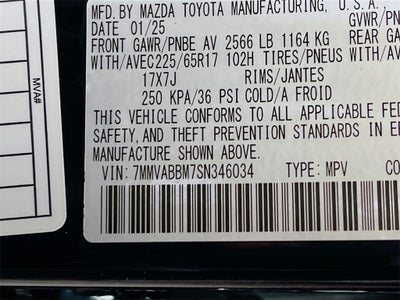 MFD. BY MAZDA TOYOTA MANUFACTURING, U.S.A.,
DATE 01/25 GVWR/PN
FRONT GAWR/PNBE AV 2566 LB 1164 KG REAR GA
WITH/AVEC225/65R17 102H TIRES/PNEUS WITH/AV
17X7J RIMS/JANTES
250 KPA/36 PSI COLD/A FROID
THIS VEHICLE CONFORMS TO ALL APPLICABLE FE
SAFETY, AND THEFT PREVENTION STANDARDS IN EF
MANUFACTURE SHOWN ABOVE.
VIN: 7MMVABBM7SN346034 TYPE: MPV CO
MVA#